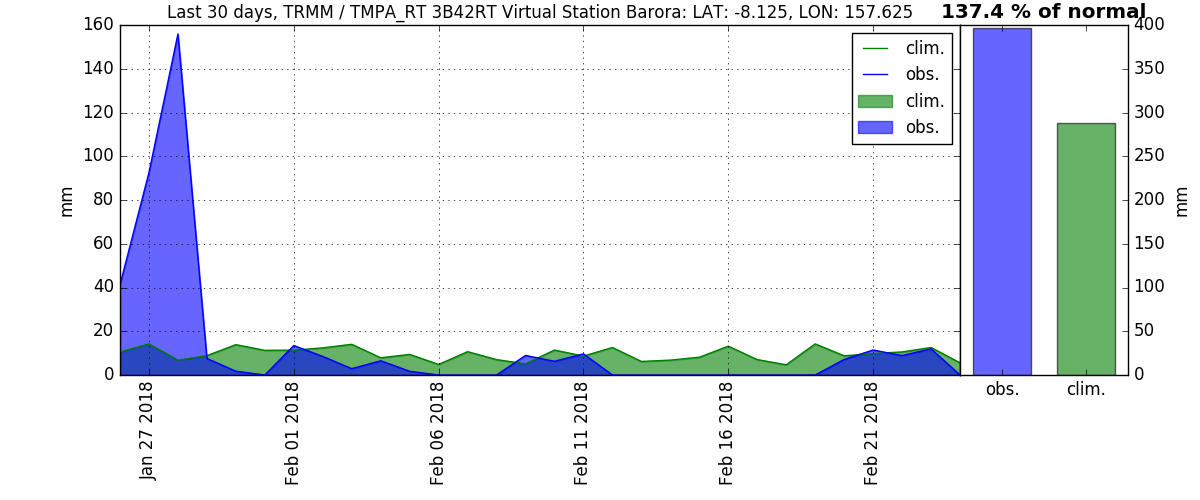 Last 30 days, TRMM / TMPA_RT 3B42RT Virtual Station Barora: LAT: -8.125, LON: 157.625
137.4 % of normal
160
140
120
100
80
60
40
20
0
mm
clim.
obs.
clim.
obs.
Jan 27 2018
Feb 01 2018
Feb 06 2018
Feb 11 2018
Feb 16 2018
Feb 21 2018
obs.
clim.
400
350
300
250
200
150
100
50
0
mm